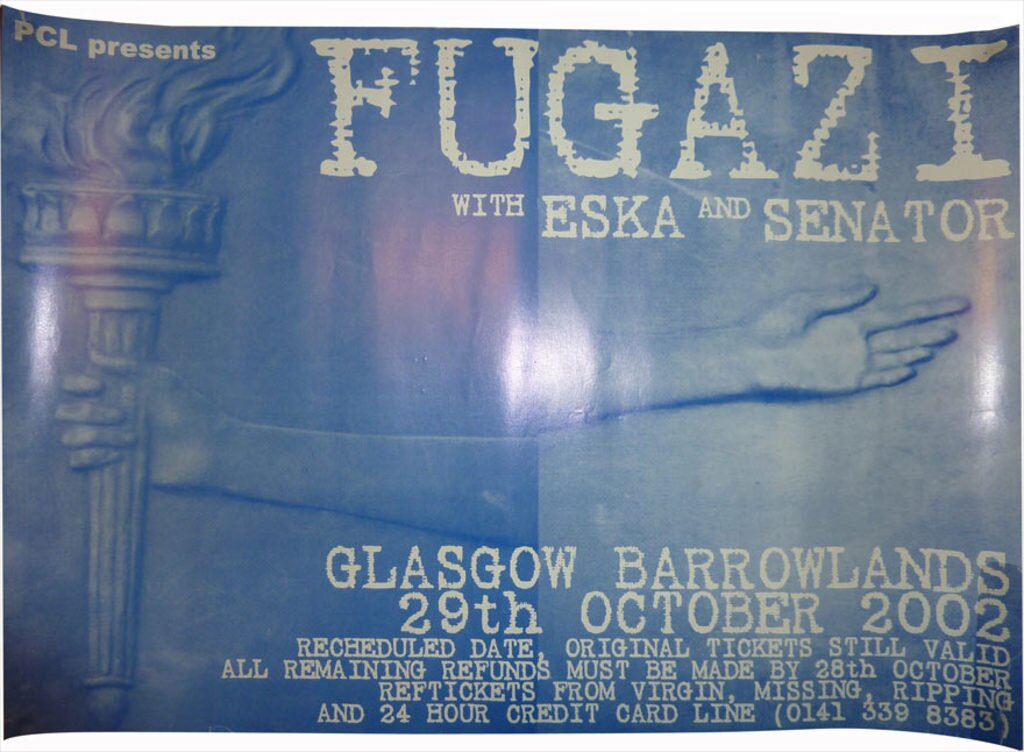 PCL presents
FUGAZI
WITH ESKA AND SENATOR
GLASGOW BARROWLANDS
29th OCTOBER 2002
RECHEDULED DATE, ORIGINAL TICKETS STILL VALID
ALL REMAINING REFUNDS MUST BE MADE BY 28th OCTOBER
REFTICKETS FROM VIRGIN, MISSING, RIPPING
AND 24 HOUR CREDIT CARD LINE (0141 339 8383)